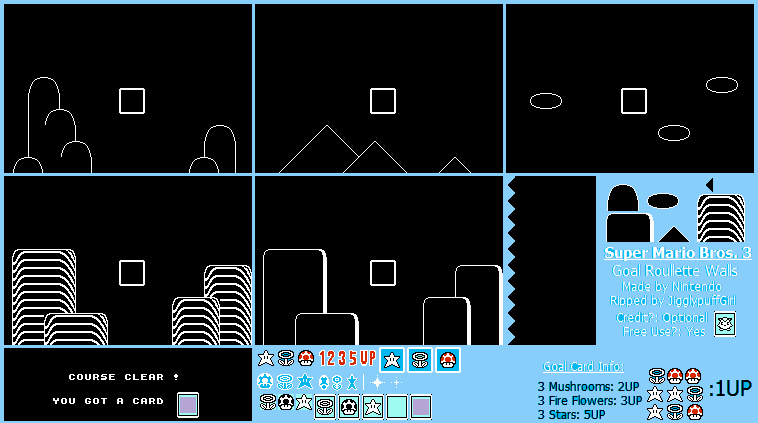 Super Mario Bros. 3
Goal Roulette Walls
Made by Nintendo
Ripped by JigglypuffGirl
Credit?: Optional
Free Use?: Yes
COURSE CLEAR !
YOU GOT A CARD
1 2 3 5 UP
Goal Card Info:
3 Mushrooms: 2UP
3 Fire Flowers: 3UP
3 Stars: 5UP
:1UP